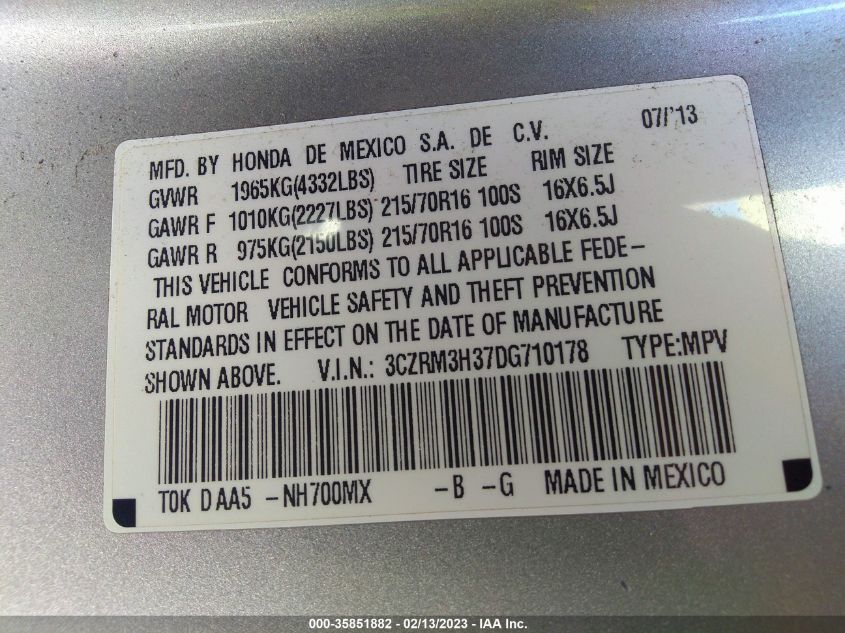 MFD. BY HONDA DE MEXICO S.A. DE C.V. 07/'13
GVWR 1965KG(4332LBS) TIRE SIZE RIM SIZE
GAWR F 1010KG(2227LBS) 215/70R16 100S 16X6.5J
GAWR R 975KG(2150LBS) 215/70R16 100S 16X6.5J
THIS VEHICLE CONFORMS TO ALL APPLICABLE FEDE-
RAL MOTOR VEHICLE SAFETY AND THEFT PREVENTION
STANDARDS IN EFFECT ON THE DATE OF MANUFACTURE
SHOWN ABOVE. V.I.N.: 3CZRM3H37DG710178 TYPE:MPV
T0K D AA5 -NH700MX -B -G MADE IN MEXICO
000-35851882 - 02/13/2023 - IAA Inc.